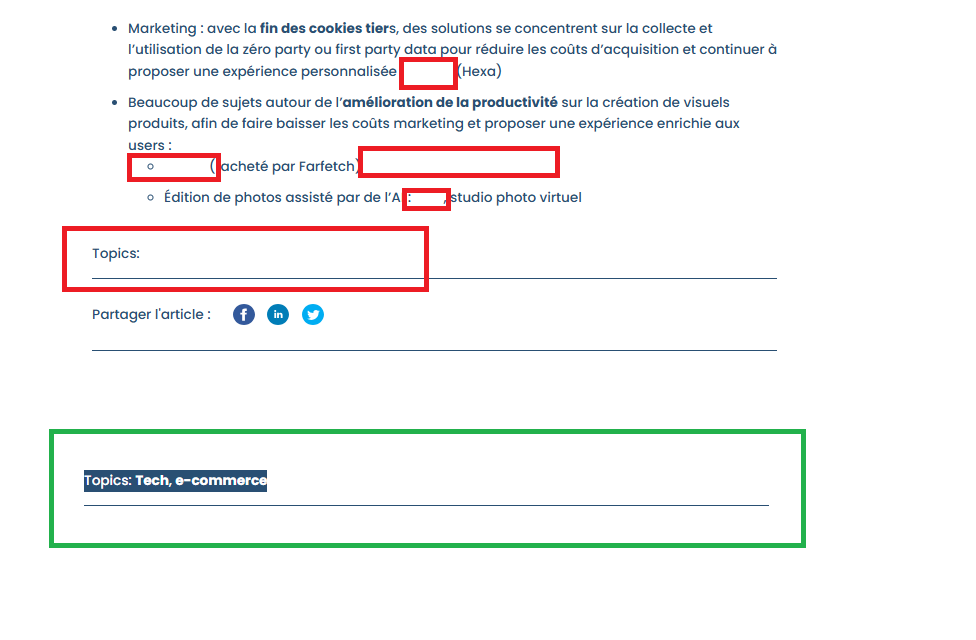 Marketing : avec la fin des cookies tiers, des solutions se concentrent sur la collecte et
l'utilisation de la zéro party ou first party data pour réduire les coûts d'acquisition et continuer à
proposer une expérience personnalisée (Hexa)
Beaucoup de sujets autour de l'amélioration de la productivité sur la création de visuels
produits, afin de faire baisser les coûts marketing et proposer une expérience enrichie aux
users :
( acheté par Farfetch)
Édition de photos assisté par de l'A : , studio photo virtuel
Topics:
Partager l'article :
f in
Topics: Tech, e-commerce